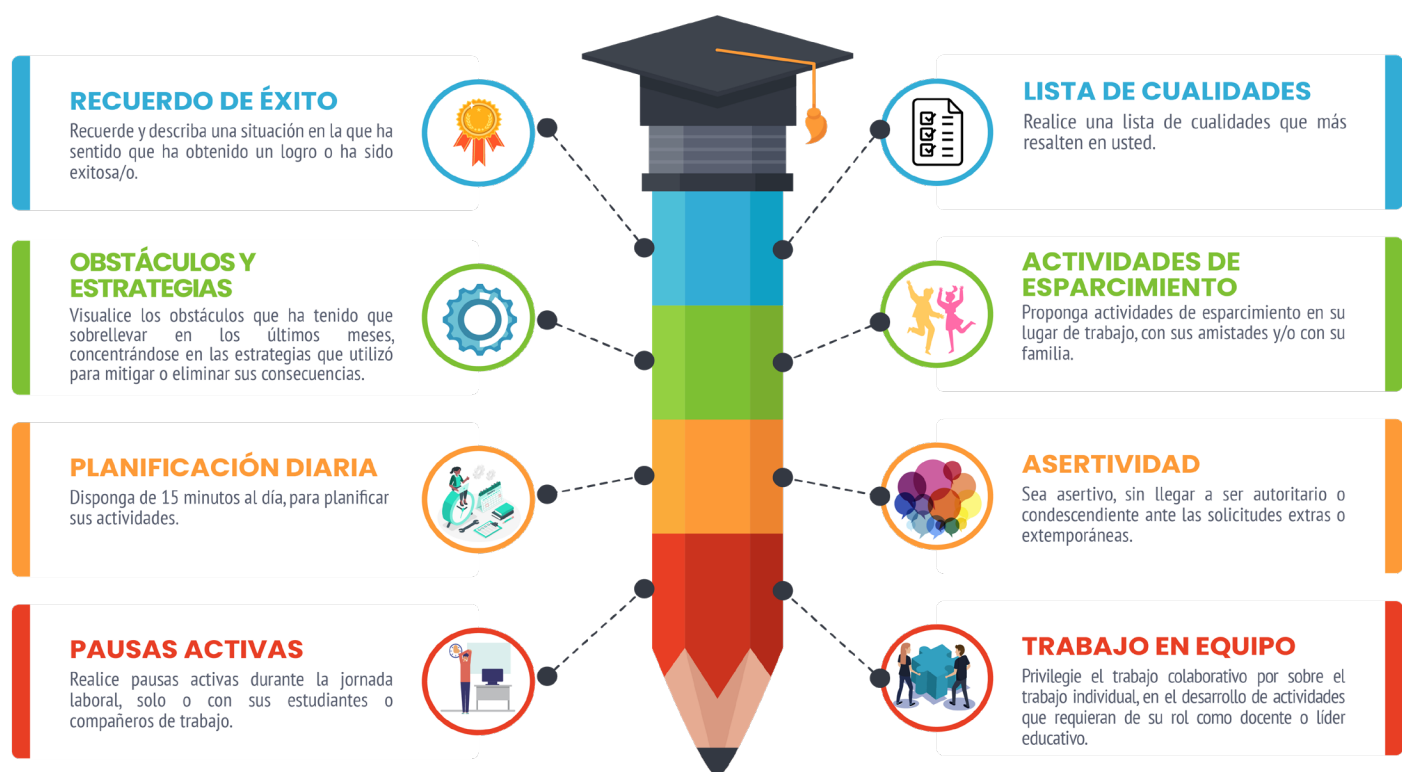 RECUERDO DE ÉXITO
Recuerde y describa una situación en la que ha
sentido que ha obtenido un logro o ha sido
exitosa/o.
OBSTÁCULOS Y
ESTRATEGIAS
Visualice los obstáculos que ha tenido que
sobrellevar en los últimos meses,
concentrándose en las estrategias que utilizó
para mitigar o eliminar sus consecuencias.
PLANIFICACIÓN DIARIA
Disponga de 15 minutos al día, para planificar
sus actividades.
PAUSAS ACTIVAS
Realice pausas activas durante la jornada
laboral, solo o con sus estudiantes o
compañeros de trabajo.
LISTA DE CUALIDADES
Realice una lista de cualidades que más
resalten en usted.
ACTIVIDADES DE
ESPARCIMIENTO
Proponga actividades de esparcimiento en su
lugar de trabajo, con sus amistades y/o con su
familia.
ASERTIVIDAD
Sea asertivo, sin llegar a ser autoritario o
condescendiente ante las solicitudes extras o
extemporáneas.
TRABAJO EN EQUIPO
Privilegie el trabajo colaborativo por sobre el
trabajo individual, en el desarrollo de actividades
que requieran de su rol como docente o líder
educativo.